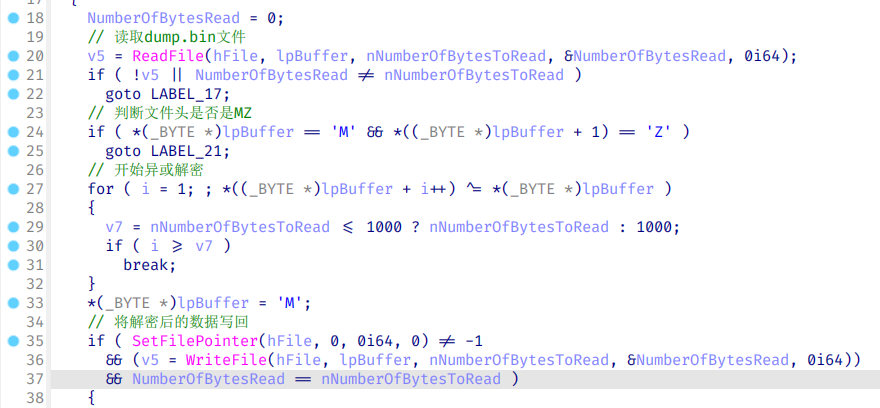 17 {
18 NumberOfBytesRead = 0;
19 // 读取dump.bin文件
20 v5 = ReadFile(hFile, lpBuffer, nNumberOfBytesToRead, &NumberOfBytesRead, 0i64);
21 if ( !v5 || NumberOfBytesRead ≠ nNumberOfBytesToRead )
22 goto LABEL_17;
23 // 判断文件头是否是MZ
24 if ( *(_BYTE *)lpBuffer == 'M' && *((_BYTE *)lpBuffer + 1) == 'Z' )
25 goto LABEL_21;
26 // 开始异或解密
27 for ( i = 1; ; *((_BYTE *)lpBuffer + i++) ^= *(_BYTE *)lpBuffer )
28 {
29 v7 = nNumberOfBytesToRead ≤ 1000 ? nNumberOfBytesToRead : 1000;
30 if ( i ≥ v7 )
31 break;
32 }
33 *(_BYTE *)lpBuffer = 'M';
34 // 将解密后的数据写回
35 if ( SetFilePointer(hFile, 0, 0i64, 0) ≠ -1
36 && (v5 = WriteFile(hFile, lpBuffer, nNumberOfBytesToRead, &NumberOfBytesRead, 0i64))
37 && NumberOfBytesRead == nNumberOfBytesToRead )
38 {